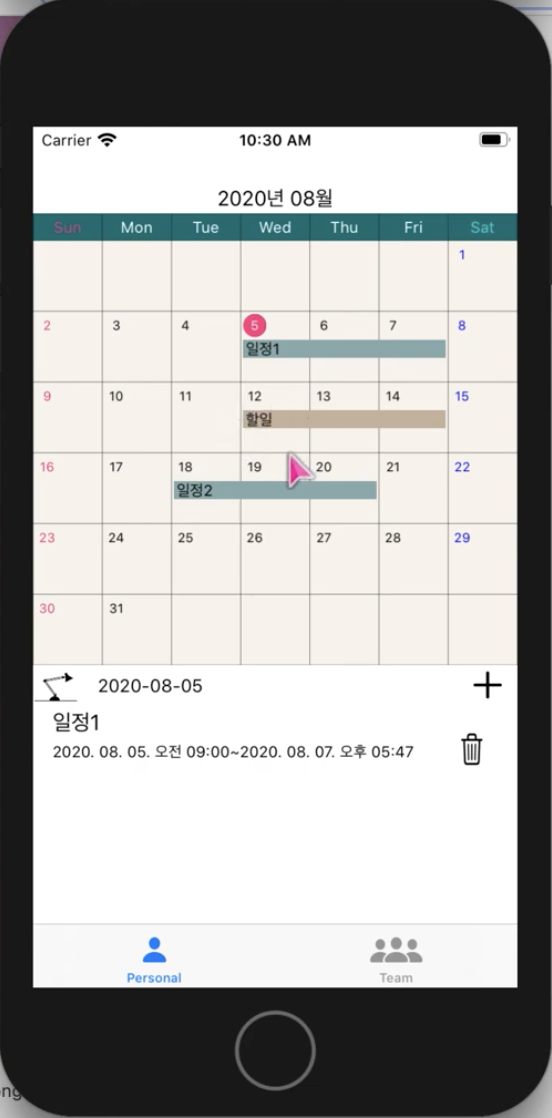 Carrier 10:30 AM
2020년 08월
Sun Mon Tue Wed Thu Fri Sat
1
2 3 4 5 6 7 8
일정1
9 10 11 12 13 14 15
할일
16 17 18 19 20 21 22
일정2
23 24 25 26 27 28 29
30 31
2020-08-05
일정1
2020. 08. 05. 오전 09:00~2020. 08. 07. 오후 05:47
Personal Team